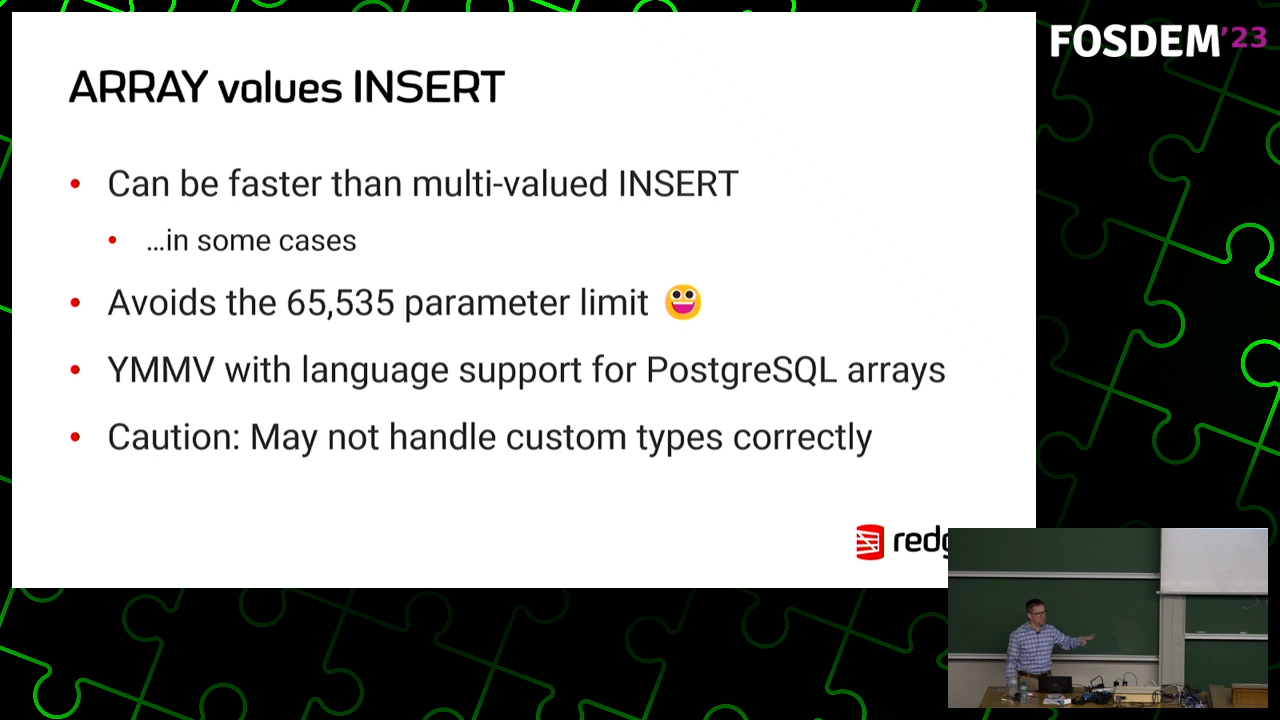 FOSDEM'23
ARRAY values INSERT
• Can be faster than multi-valued INSERT
• …in some cases
• Avoids the 65,535 parameter limit 😀
• YMMV with language support for PostgreSQL arrays
• Caution: May not handle custom types correctly